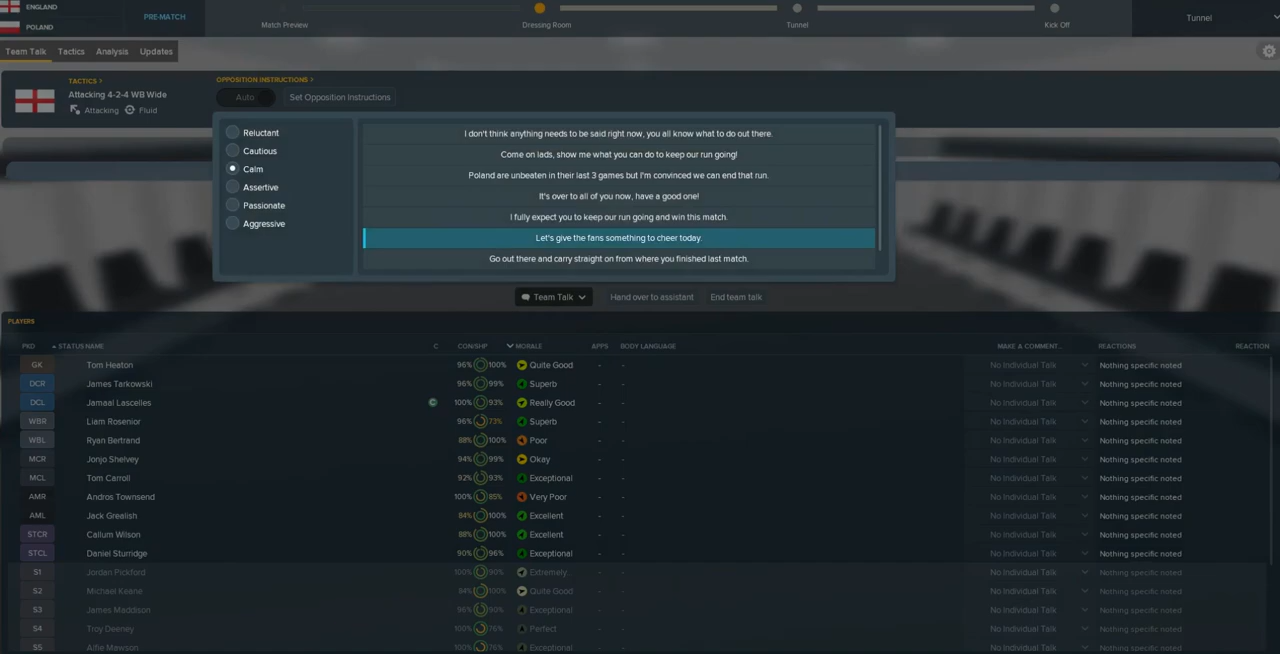 ENGLAND
POLAND
PRE-MATCH
Match Preview
Dressing Room
Tunnel
Kick Off
Tunnel
Team Talk Tactics Analysis Updates
TACTICS >
Attacking 4-2-4 WB Wide
Attacking Fluid
OPPOSITION INSTRUCTIONS >
Auto Set Opposition Instructions
Reluctant
Cautious
Calm
Assertive
Passionate
Aggressive
I don't think anything needs to be said right now, you all know what to do out there.
Come on lads, show me what you can do to keep our run going!
Poland are unbeaten in their last 3 games but I'm convinced we can end that run.
It's over to all of you now, have a good one!
I fully expect you to keep our run going and win this match.
Let's give the fans something to cheer today.
Go out there and carry straight on from where you finished last match.
Team Talk Hand over to assistant End team talk
PLAYERS
PKD STATUS NAME C CON/SHP MORALE APPS BODY LANGUAGE MAKE A COMMENT... REACTIONS REACTION
GK Tom Heaton 96% 100% Quite Good - - No Individual Talk Nothing specific noted
DCR James Tarkowski 96% 99% Superb - - No Individual Talk Nothing specific noted
DCL Jamaal Lascelles C 100% 93% Really Good - - No Individual Talk Nothing specific noted
WBR Liam Rosenior 96% 73% Superb - - No Individual Talk Nothing specific noted
WBL Ryan Bertrand 88% 100% Poor - - No Individual Talk Nothing specific noted
MCR Jonjo Shelvey 94% 99% Okay - - No Individual Talk Nothing specific noted
MCL Tom Carroll 92% 93% Exceptional - - No Individual Talk Nothing specific noted
AMR Andros Townsend 100% 85% Very Poor - - No Individual Talk Nothing specific noted
AML Jack Grealish 84% 100% Excellent - - No Individual Talk Nothing specific noted
STCR Callum Wilson 88% 100% Excellent - - No Individual Talk Nothing specific noted
STCL Daniel Sturridge 90% 96% Exceptional - - No Individual Talk Nothing specific noted
S1 Jordan Pickford 100% 90% Extremely... - - No Individual Talk Nothing specific noted
S2 Michael Keane 84% 100% Quite Good - - No Individual Talk Nothing specific noted
S3 James Maddison 96% 90% Exceptional - - No Individual Talk Nothing specific noted
S4 Troy Deeney 100% 76% Perfect - - No Individual Talk Nothing specific noted
S5 Alfie Mawson 100% 76% Exceptional - - No Individual Talk Nothing specific noted